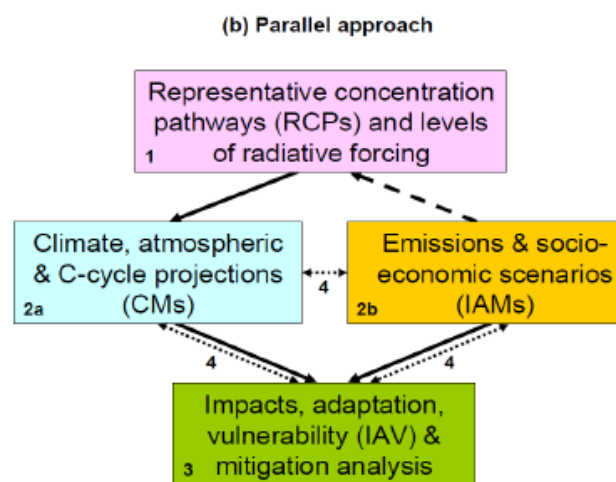 (b) Parallel approach
Representative concentration
pathways (RCPs) and levels
of radiative forcing
1
Climate, atmospheric
& C-cycle projections
(CMs)
2a
4
Emissions & socio-
economic scenarios
(IAMs)
2b
4
4
Impacts, adaptation,
vulnerability (IAV) &
mitigation analysis
3